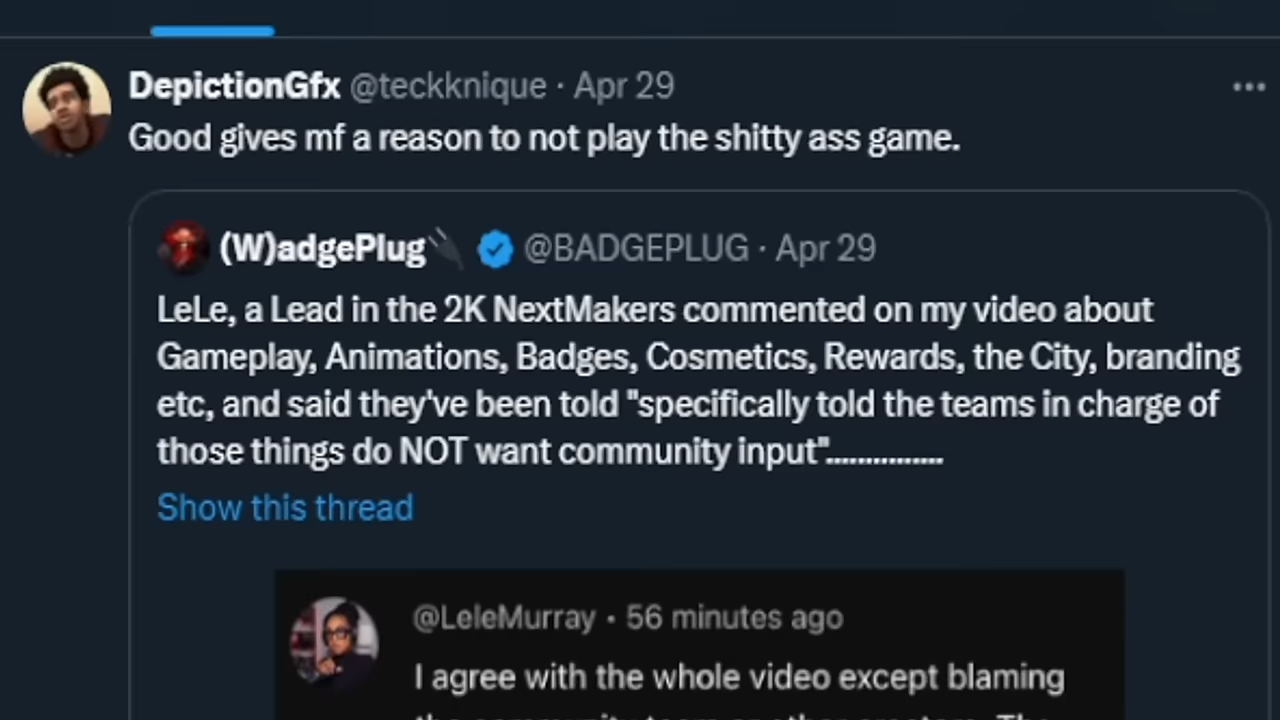 DepictionGfx @teckknique · Apr 29
Good gives mf a reason to not play the shitty ass game.
(W)adgePlug🔌 @BADGEPLUG · Apr 29
LeLe, a Lead in the 2K NextMakers commented on my video about
Gameplay, Animations, Badges, Cosmetics, Rewards, the City, branding
etc, and said they've been told "specifically told the teams in charge of
those things do NOT want community input"...............
Show this thread
@LeleMurray • 56 minutes ago
I agree with the whole video except blaming